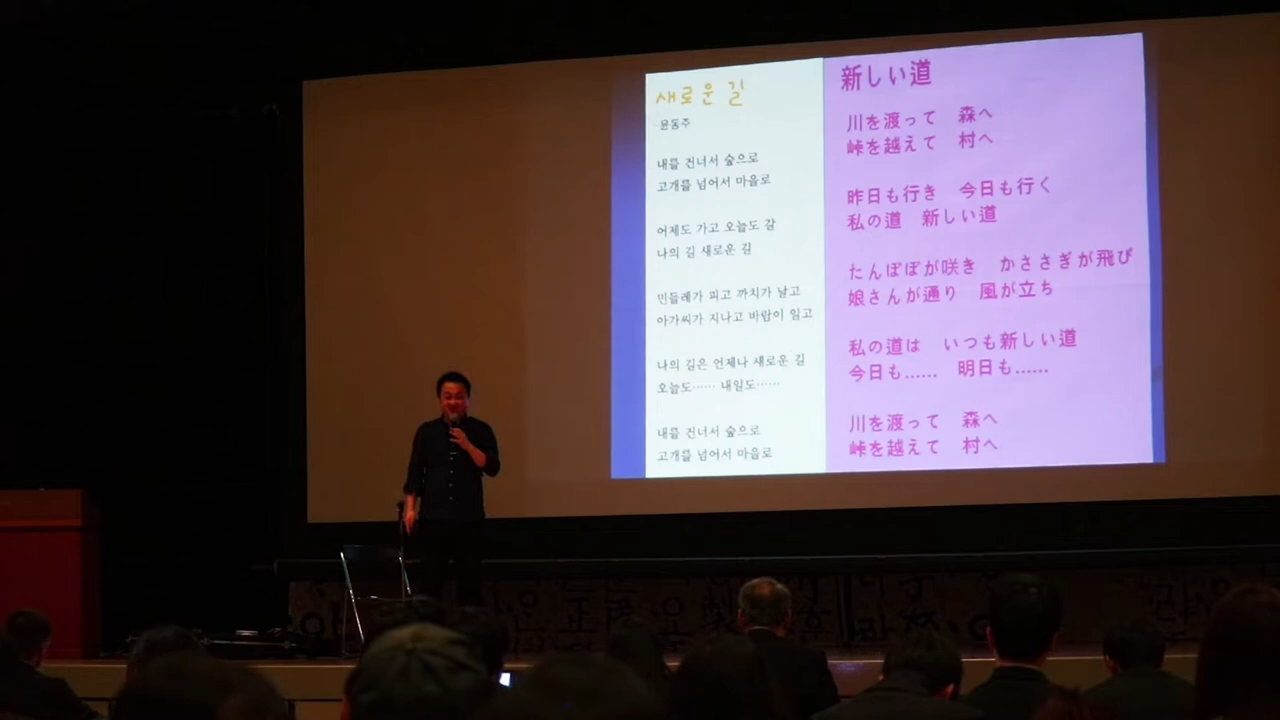 새로운 길
윤동주
내를 건너서 숲으로
고개를 넘어서 마을로
어제도 가고 오늘도 갈
나의 길 새로운 길
민들레가 피고 까치가 날고
아가씨가 지나고 바람이 일고
나의 길은 언제나 새로운 길
오늘도…… 내일도……
내를 건너서 숲으로
고개를 넘어서 마을로
新しい道
川を渡って　森へ
峠を越えて　村へ
昨日も行き　今日も行く
私の道　新しい道
たんぽぽが咲き　かささぎが飛び
娘さんが通り　風が立ち
私の道は　いつも新しい道
今日も……　明日も……
川を渡って　森へ
峠を越えて　村へ